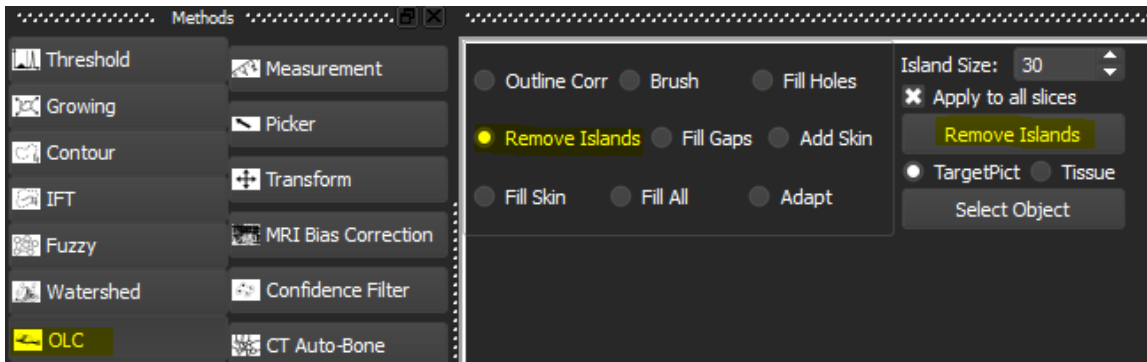 Methods
Threshold
Growing
Contour
IFT
Fuzzy
Watershed
OLC
Measurement
Picker
Transform
MRI Bias Correction
Confidence Filter
CT Auto-Bone
Outline Corr Brush Fill Holes
Remove Islands Fill Gaps Add Skin
Fill Skin Fill All Adapt
Island Size: 30
Apply to all slices
Remove Islands
TargetPict Tissue
Select Object